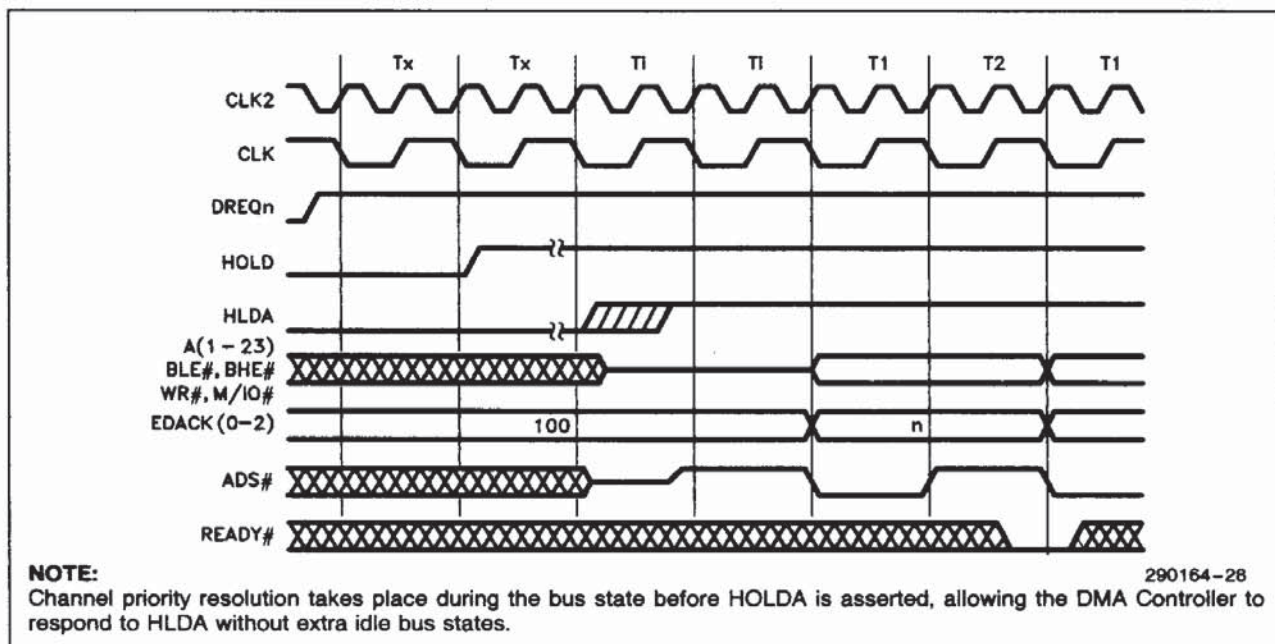 Tx Tx Ti Ti T1 T2 T1
CLK2
CLK
DREQn
HOLD
HLDA
A(1-23)
BLE#, BHE#
WR#, M/IO#
EDACK (0-2) 100 n
ADS#
READY#
290164-28
NOTE:
Channel priority resolution takes place during the bus state before HOLDA is asserted, allowing the DMA Controller to
respond to HLDA without extra idle bus states.